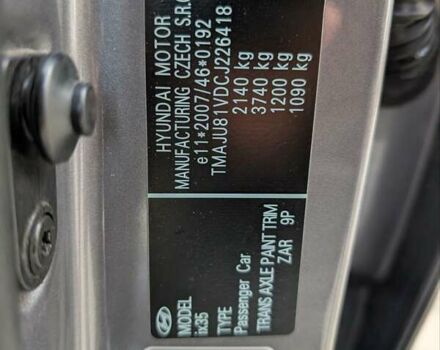 HYUNDAI MOTOR
MANUFACTURING CZECH S.R.O
e11*2007/46*0192
TMAJU81VDCJ226418
2140 kg
3740 kg
1200 kg
1090 kg
MODEL
ix35
TYPE
Passenger Car
TRANS AXLE PAINT TRIM
ZAR 9P